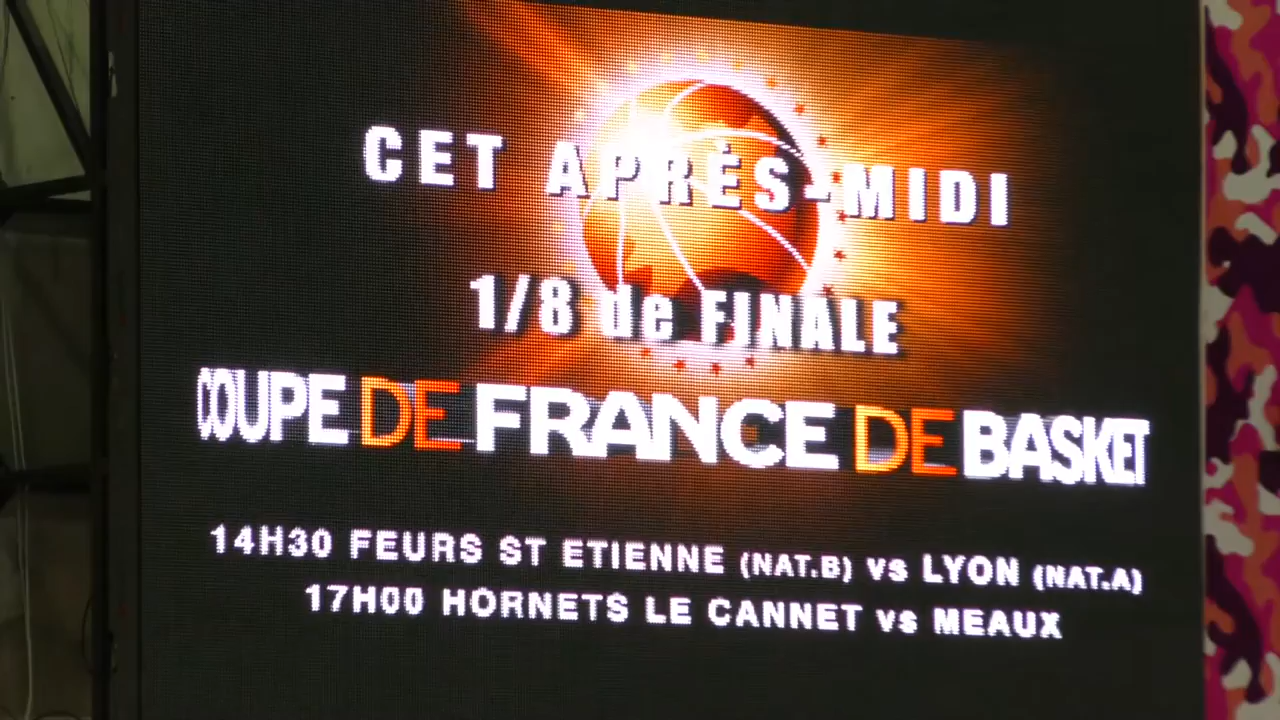 CET APRÈS-MIDI
1/8 de FINALE
COUPE DE FRANCE DE BASKET
14H30 FEURS ST ETIENNE (NAT.B) vs LYON (NAT.A)
17H00 HORNETS LE CANNET vs MEAUX